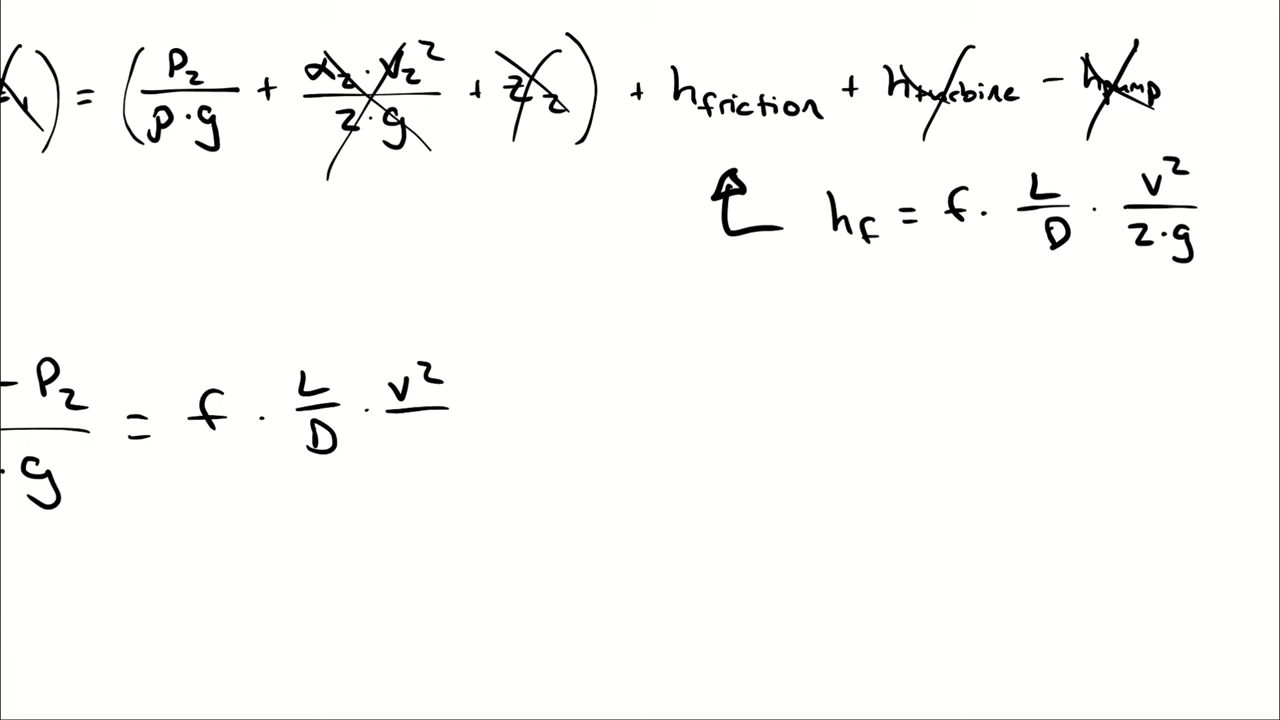 ) = ( P₂ / ρ · g + α₂ · v₂² / 2 · g + z₂ ) + h_friction + h_turbine − h_pump
h_f = f · L / D · v² / 2 · g
− P₂ / · g = f · L / D · v²